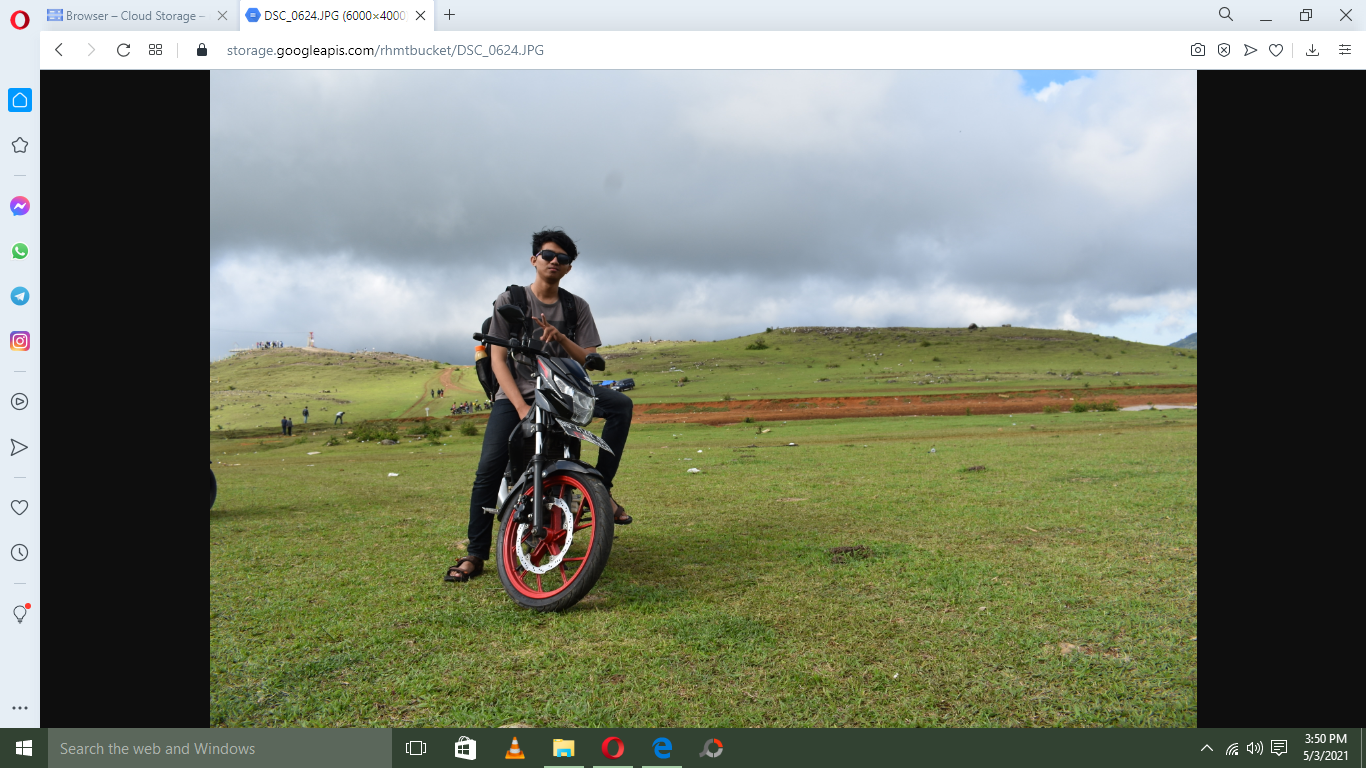 Browser – Cloud Storage –
DSC_0624.JPG (6000×4000)
storage.googleapis.com/rhmtbucket/DSC_0624.JPG
Search the web and Windows
3:50 PM
5/3/2021